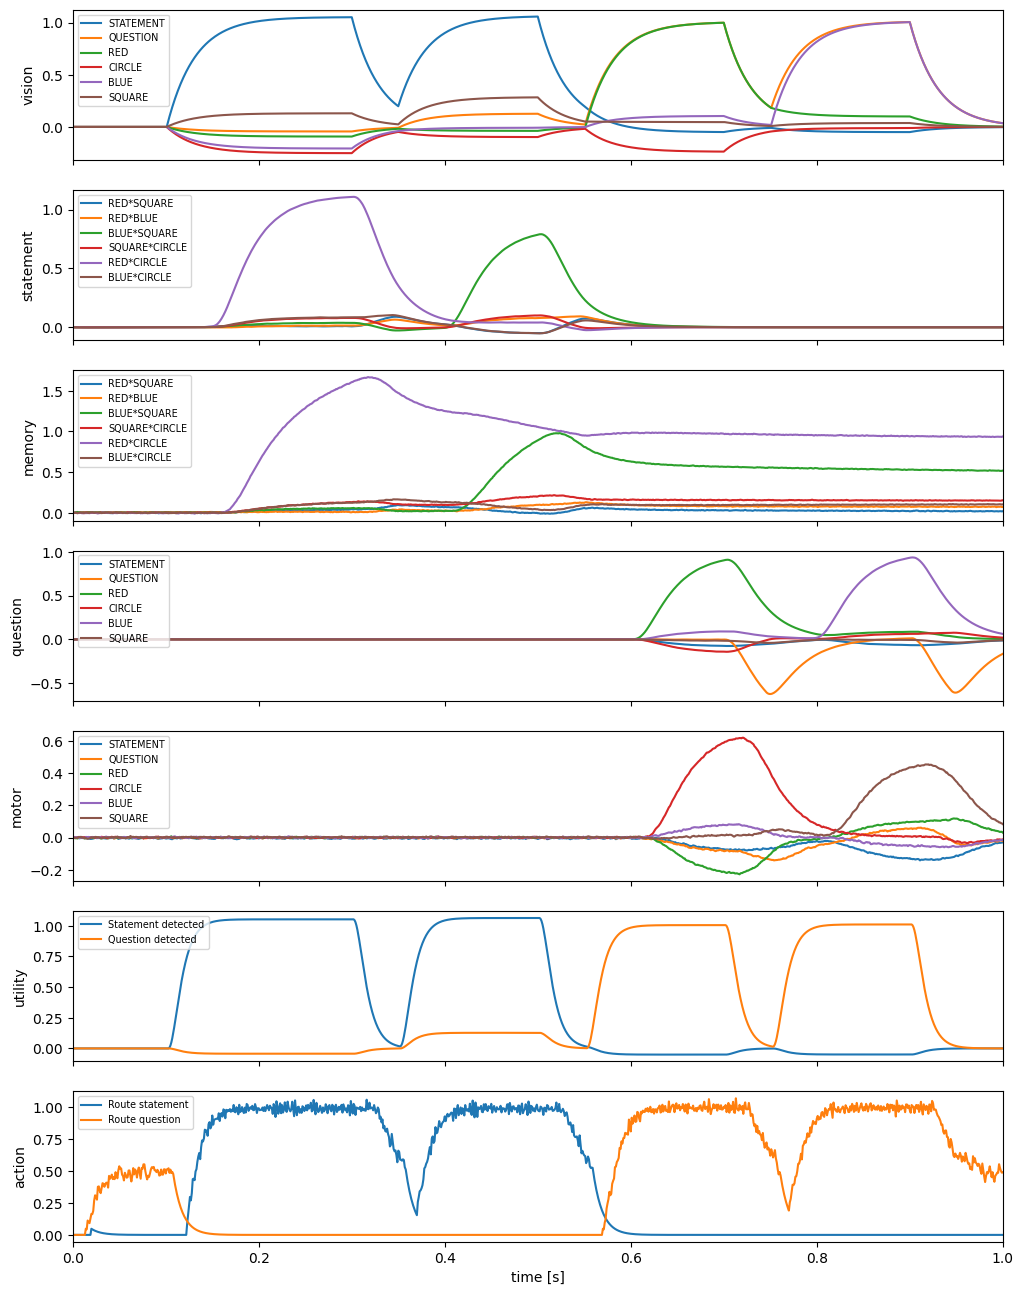 1.0
0.5
0.0
vision
STATEMENT
QUESTION
RED
CIRCLE
BLUE
SQUARE
1.0
0.5
0.0
statement
RED*SQUARE
RED*BLUE
BLUE*SQUARE
SQUARE*CIRCLE
RED*CIRCLE
BLUE*CIRCLE
1.5
1.0
0.5
0.0
memory
RED*SQUARE
RED*BLUE
BLUE*SQUARE
SQUARE*CIRCLE
RED*CIRCLE
BLUE*CIRCLE
1.0
0.5
0.0
−0.5
question
STATEMENT
QUESTION
RED
CIRCLE
BLUE
SQUARE
0.6
0.4
0.2
0.0
−0.2
motor
STATEMENT
QUESTION
RED
CIRCLE
BLUE
SQUARE
1.00
0.75
0.50
0.25
0.00
utility
Statement detected
Question detected
1.00
0.75
0.50
0.25
0.00
action
Route statement
Route question
0.0 0.2 0.4 0.6 0.8 1.0
time [s]